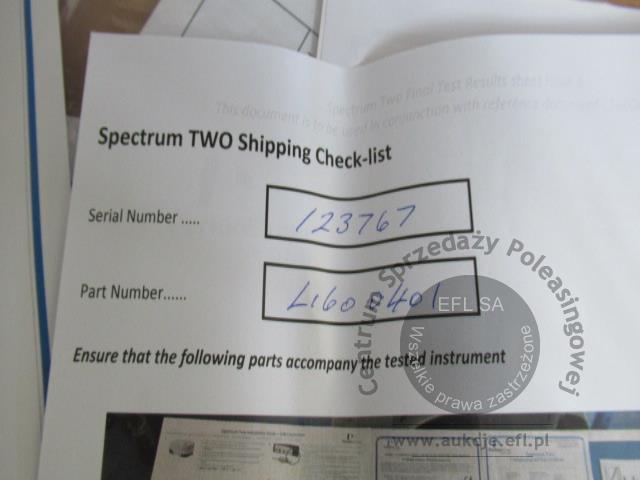 Spectrum Two Final Test Results sheet
This document is to be used in conjunction with reference document
Spectrum TWO Shipping Check-list
Serial Number ..... 123767
Part Number...... L1600401
Ensure that the following parts accompany the tested instrument
Centrum Sprzedaży Poleasingowej
EFL SA
Wszelkie prawa zastrzeżone
www.aukcje.efl.pl